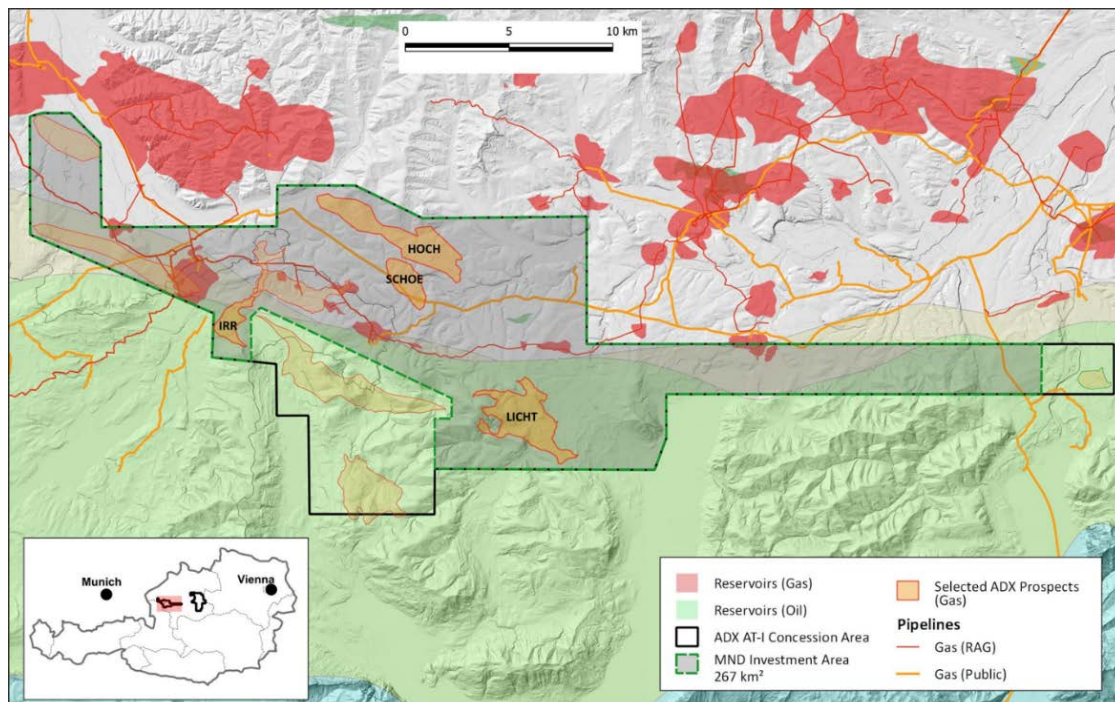 0 5 10 km
HOCH
SCHOE
IRR
LICHT
Munich
Vienna
Reservoirs (Gas)
Reservoirs (Oil)
ADX AT-I Concession Area
MND Investment Area
267 km²
Selected ADX Prospects
(Gas)
Pipelines
Gas (RAG)
Gas (Public)